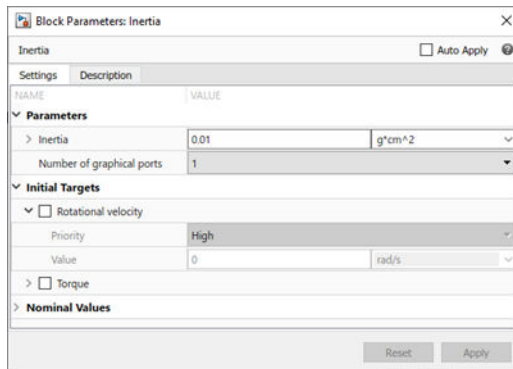 Block Parameters: Inertia
Inertia
Auto Apply
Settings Description
NAME VALUE
Parameters
Inertia 0.01 g*cm^2
Number of graphical ports 1
Initial Targets
Rotational velocity
Priority High
Value 0 rad/s
Torque
Nominal Values
Reset Apply